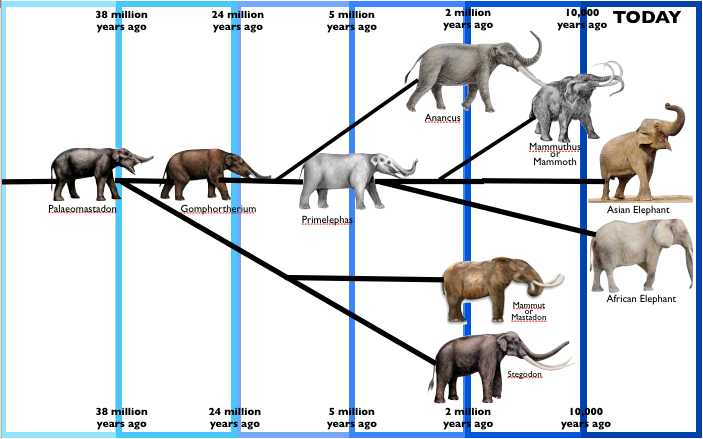 38 million
years ago
24 million
years ago
5 million
years ago
2 million
years ago
10,000
years ago
TODAY
Anancus
Mammuthus
or
Mammoth
Palaeomastadon
Gomphortherium
Primelephas
Asian Elephant
African Elephant
Mammut
or
Mastadon
Stegodon
38 million
years ago
24 million
years ago
5 million
years ago
2 million
years ago
10,000
years ago